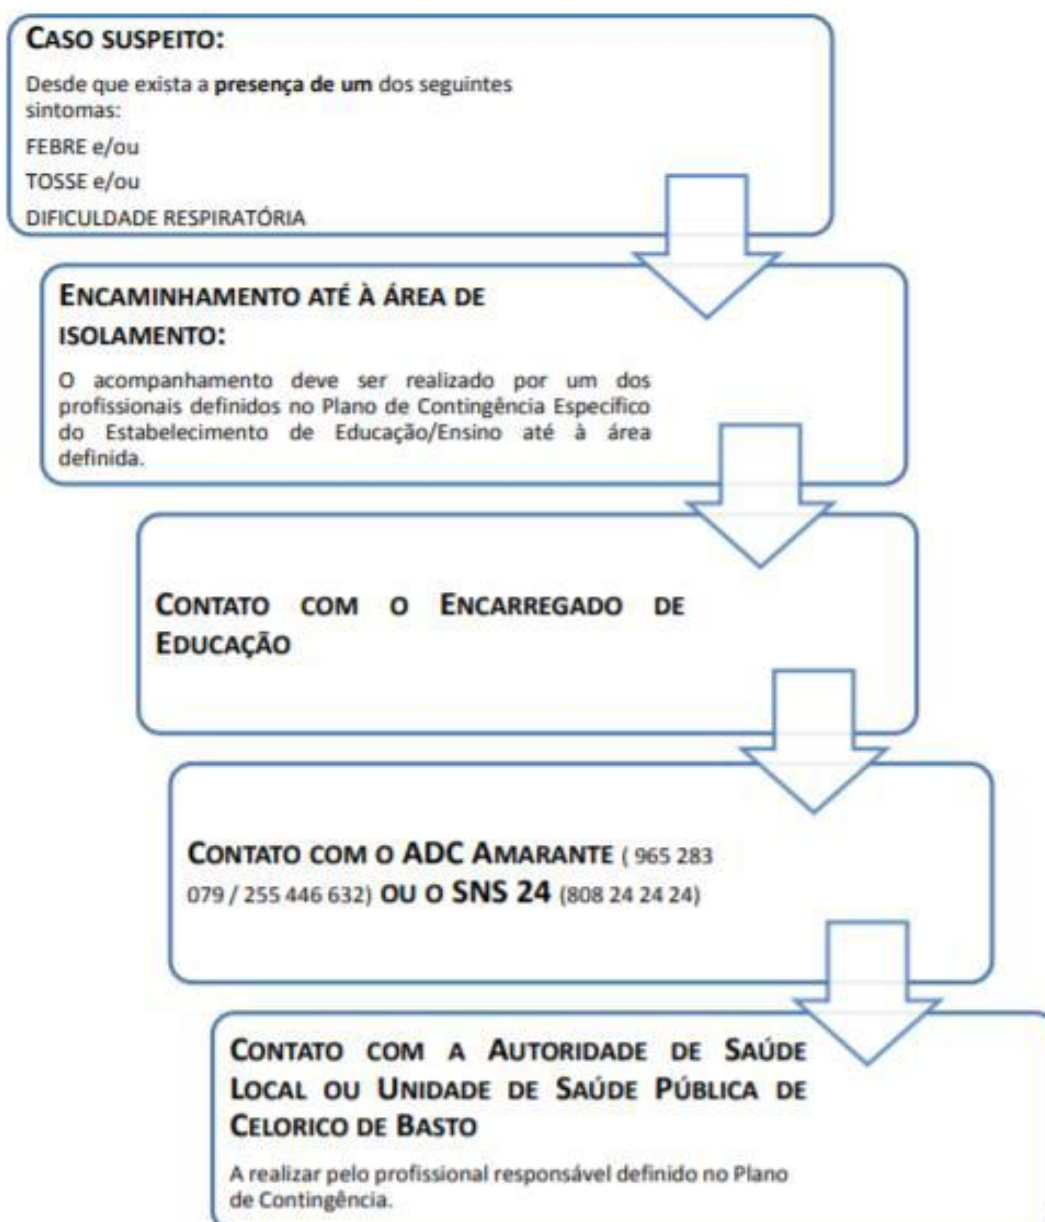 CASO SUSPEITO:
Desde que exista a presença de um dos seguintes
sintomas:
FEBRE e/ou
TOSSE e/ou
DIFICULDADE RESPIRATÓRIA
ENCAMINHAMENTO ATÉ À ÁREA DE
ISOLAMENTO:
O acompanhamento deve ser realizado por um dos
profissionais definidos no Plano de Contingência Específico
do Estabelecimento de Educação/Ensino até à área
definida.
CONTATO COM O ENCARREGADO DE
EDUCAÇÃO
CONTATO COM O ADC AMARANTE ( 965 283
079 / 255 446 632) OU O SNS 24 (808 24 24 24)
CONTATO COM A AUTORIDADE DE SAÚDE
LOCAL OU UNIDADE DE SAÚDE PÚBLICA DE
CELORICO DE BASTO
A realizar pelo profissional responsável definido no Plano
de Contingência.